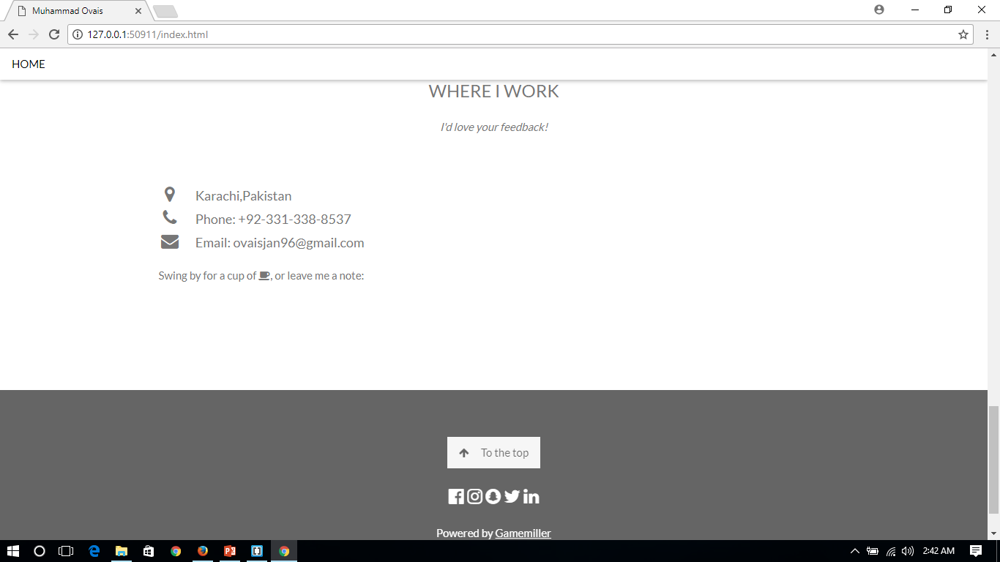 Muhammad Ovais
127.0.0.1:50911/index.html
HOME
WHERE I WORK
I'd love your feedback!
Karachi,Pakistan
Phone: +92-331-338-8537
Email: ovaisjan96@gmail.com
Swing by for a cup of , or leave me a note:
To the top
Powered by Gamemiller
2:42 AM